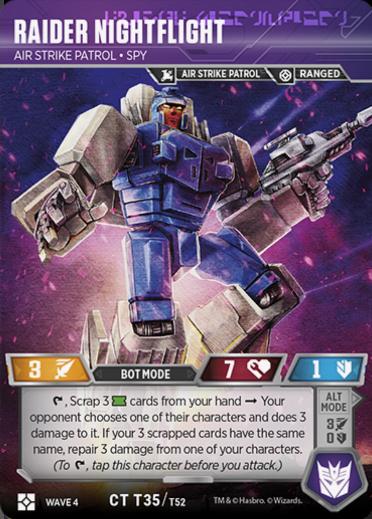 RAIDER NIGHTFLIGHT
AIR STRIKE PATROL • SPY
AIR STRIKE PATROL RANGED
3 BOT MODE 7 1
, Scrap 3 cards from your hand → Your
opponent chooses one of their characters and does 3
damage to it. If your 3 scrapped cards have the same
name, repair 3 damage from one of your characters.
(To , tap this character before you attack.)
ALT
MODE
3
0
WAVE 4 CT T35/T52 TM & © Hasbro. © Wizards.